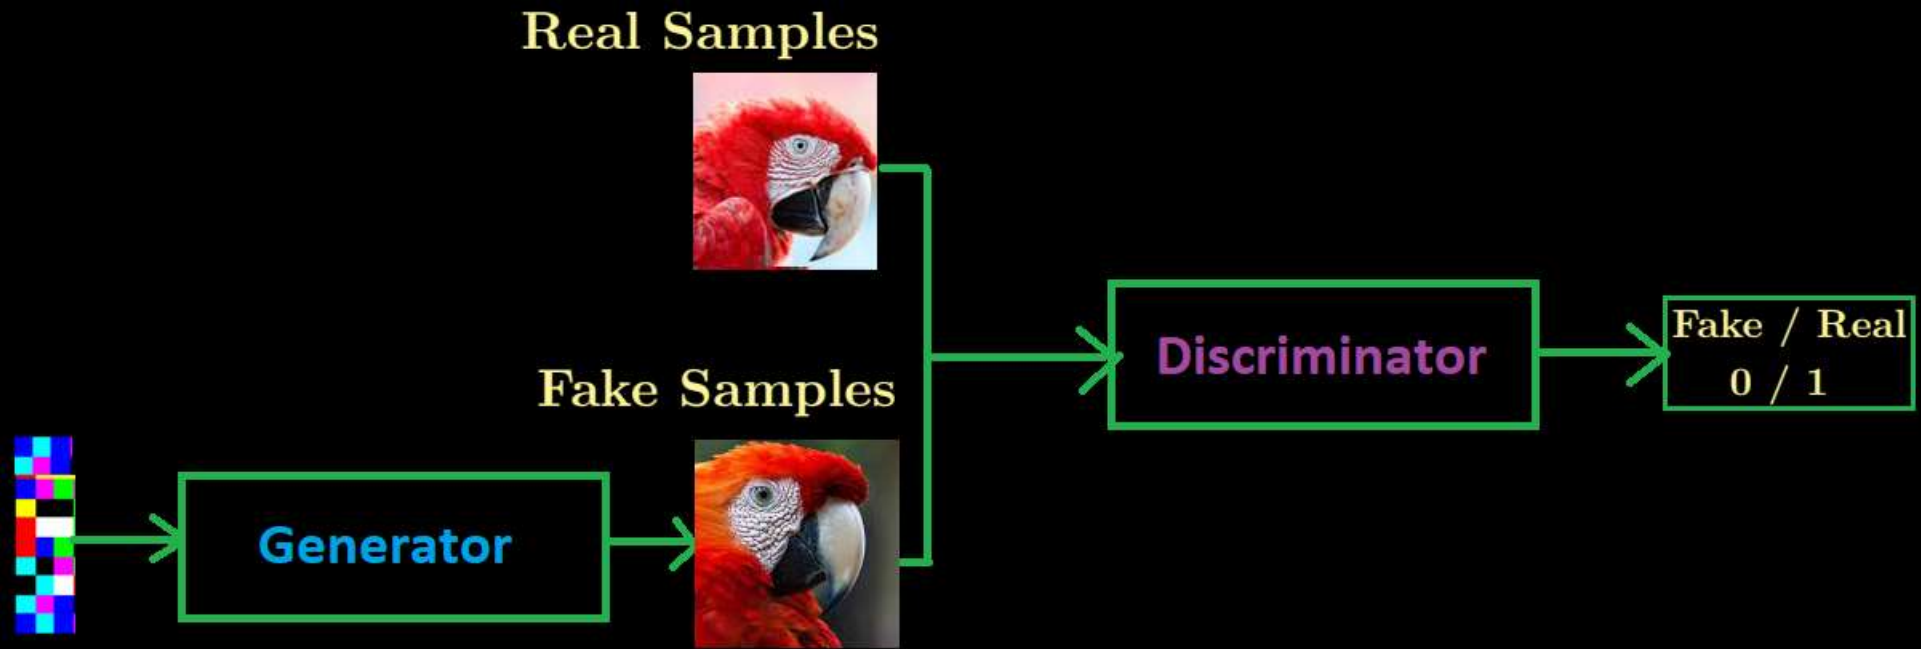 Real Samples
Fake Samples
Generator
Discriminator
Fake / Real
0 / 1